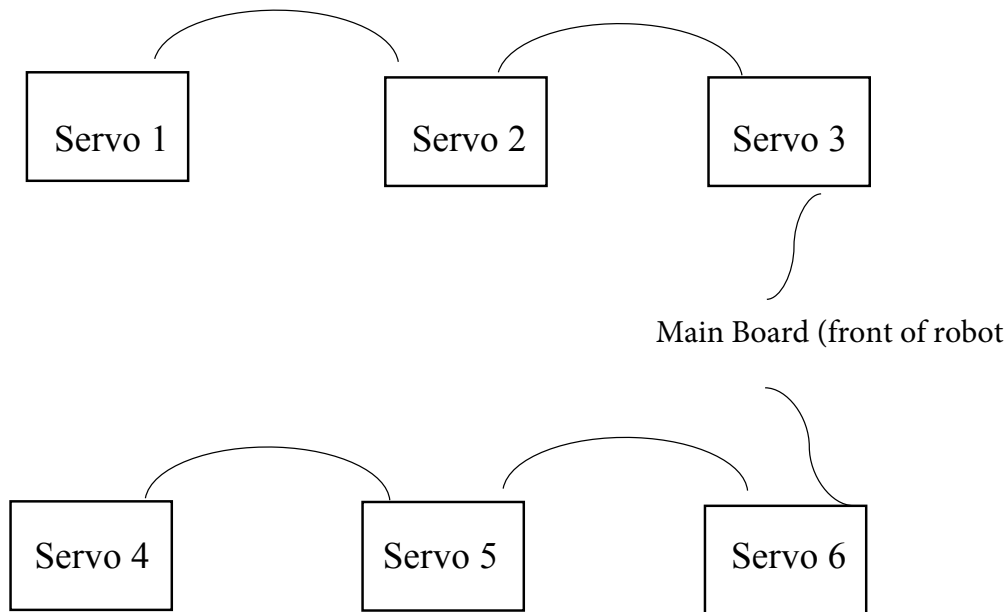 Servo 1
Servo 2
Servo 3
Main Board (front of robot
Servo 4
Servo 5
Servo 6